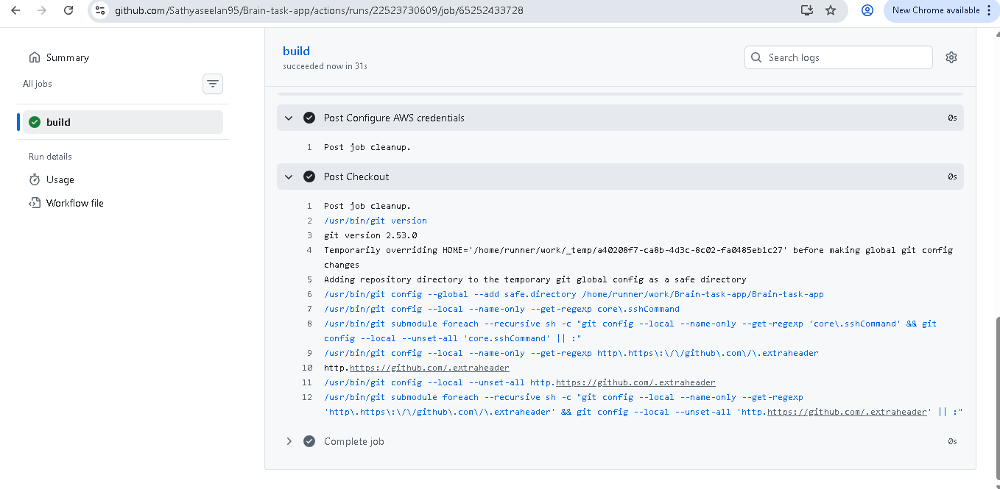 github.com/Sathyaseelan95/Brain-task-app/actions/runs/22523730609/job/65252433728
New Chrome available
Summary
All jobs
build
Run details
Usage
Workflow file
build
succeeded now in 31s
Search logs
Post Configure AWS credentials 0s
1 Post job cleanup.
Post Checkout 0s
1 Post job cleanup.
2 /usr/bin/git version
3 git version 2.53.0
4 Temporarily overriding HOME='/home/runner/work/_temp/a40208f7-ca8b-4d3c-8c02-fa0485eb1c27' before making global git config
changes
5 Adding repository directory to the temporary git global config as a safe directory
6 /usr/bin/git config --global --add safe.directory /home/runner/work/Brain-task-app/Brain-task-app
7 /usr/bin/git config --local --name-only --get-regexp core\.sshCommand
8 /usr/bin/git submodule foreach --recursive sh -c "git config --local --name-only --get-regexp 'core\.sshCommand' && git
config --local --unset-all 'core.sshCommand' || :"
9 /usr/bin/git config --local --name-only --get-regexp http\.https\:\/\/github\.com\/\.extraheader
10 http.https://github.com/.extraheader
11 /usr/bin/git config --local --unset-all http.https://github.com/.extraheader
12 /usr/bin/git submodule foreach --recursive sh -c "git config --local --name-only --get-regexp
'http\.https\:\/\/github\.com\/\.extraheader' && git config --local --unset-all 'http.https://github.com/.extraheader' || :"
Complete job 0s